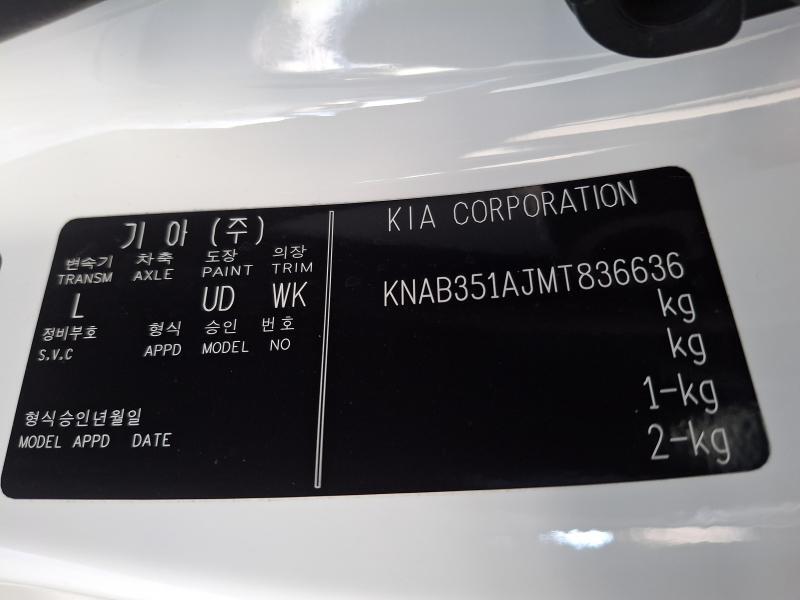 기 아 (주)
변속기 차축 도장 의장
TRANSM AXLE PAINT TRIM
L UD WK
정비부호 형식 승인 번호
S.V.C APPD MODEL NO
형식승인년월일
MODEL APPD DATE
KIA CORPORATION
KNAB351AJMT836636
kg
kg
1-kg
2-kg